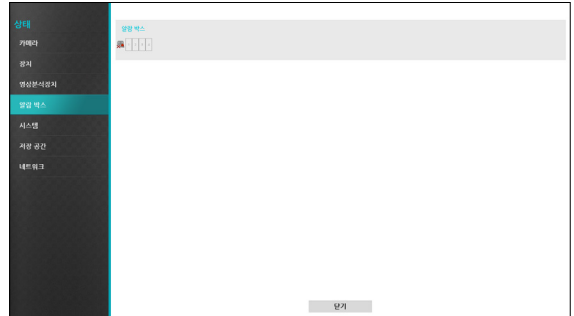 상태
카메라
장치
영상분석장치
알람 박스
시스템
저장 공간
네트워크
알람 박스
닫기